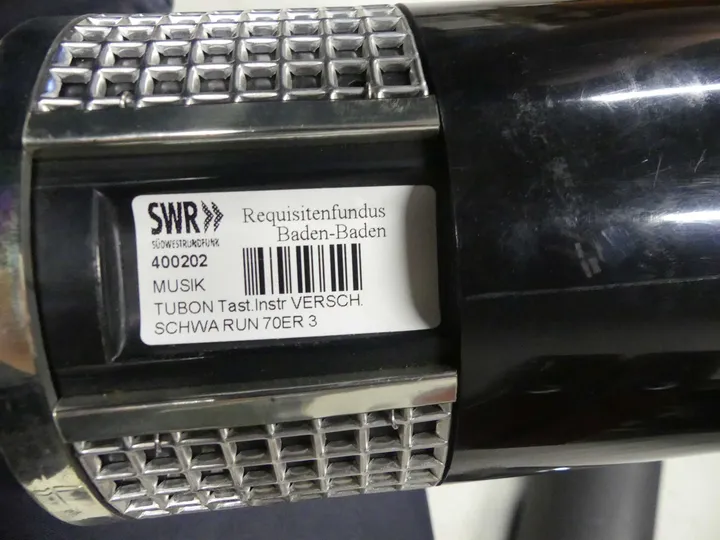 SWR
SÜDWESTRUNDFUNK
Requisitenfundus
Baden-Baden
400202
MUSIK
TUBON Tast.Instr VERSCH.
SCHWA RUN 70ER 3